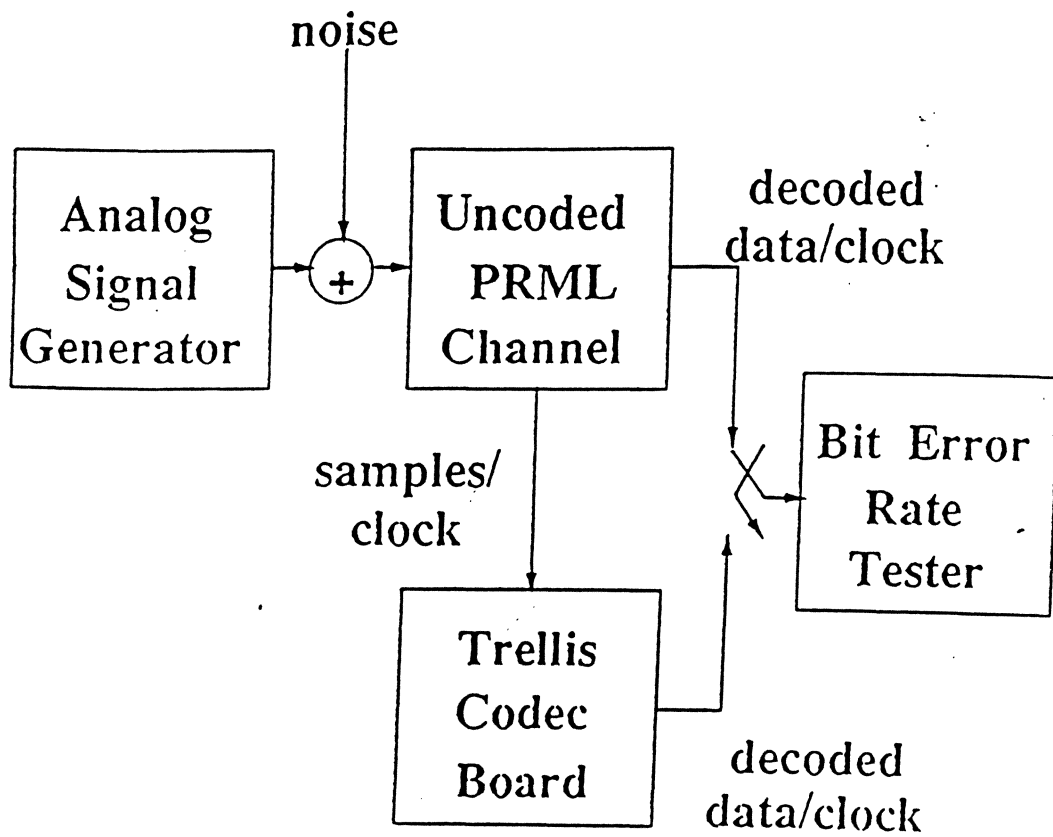 noise
Analog
Signal
Generator
+
Uncoded
PRML
Channel
decoded
data/clock
samples/
clock
Bit Error
Rate
Tester
Trellis
Codec
Board
decoded
data/clock